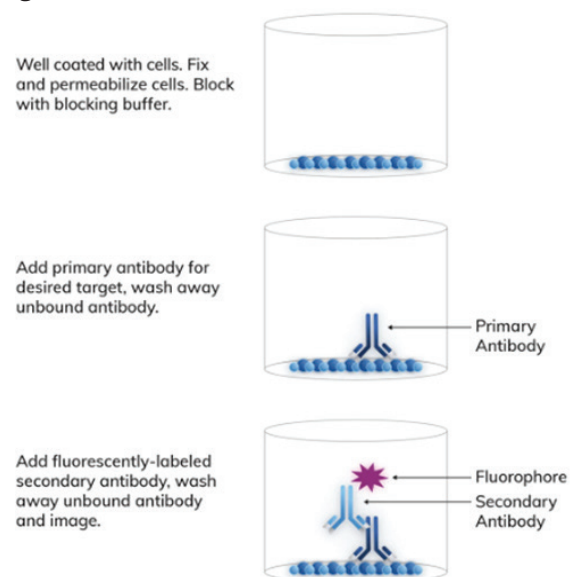 Well coated with cells. Fix
and permeabilize cells. Block
with blocking buffer.
Add primary antibody for
desired target, wash away
unbound antibody.
Primary
Antibody
Add fluorescently-labeled
secondary antibody, wash
away unbound antibody
and image.
Fluorophore
Secondary
Antibody